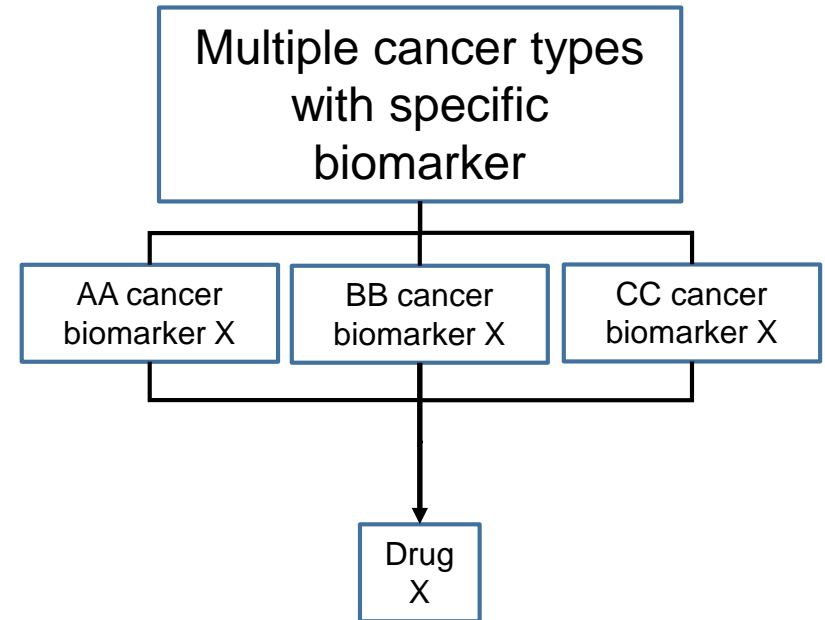 Multiple cancer types
with specific
biomarker
AA cancer
biomarker X
BB cancer
biomarker X
CC cancer
biomarker X
Drug
X